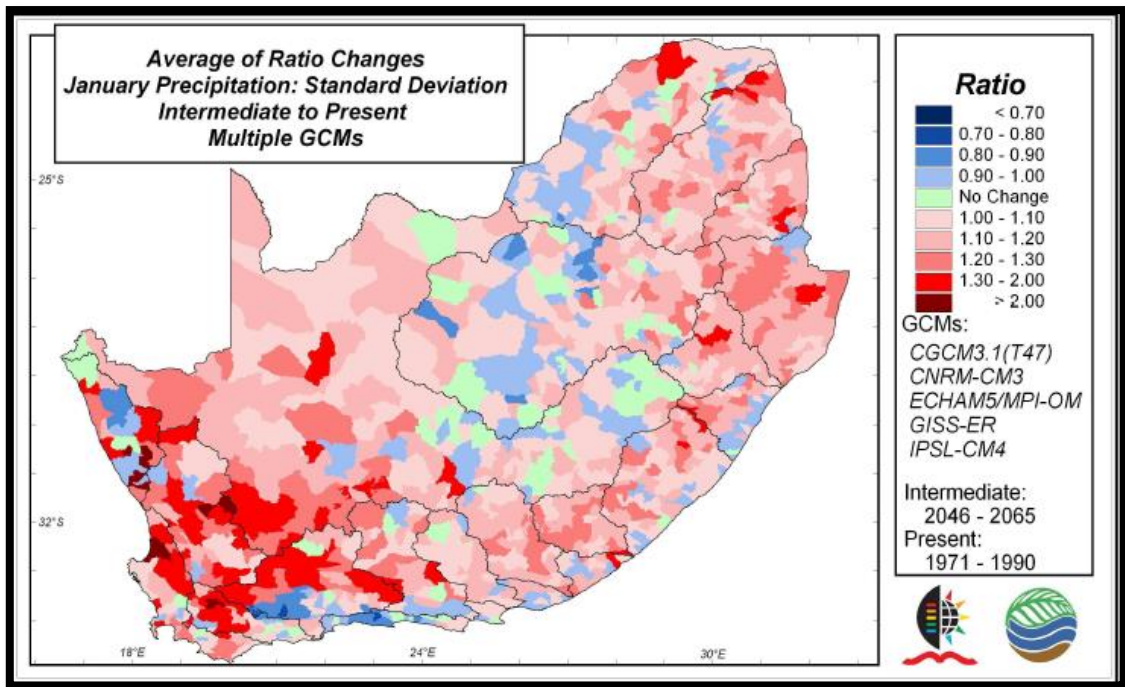 Average of Ratio Changes
January Precipitation: Standard Deviation
Intermediate to Present
Multiple GCMs
25°S
32°S
18°E
24°E
30°E
Ratio
< 0.70
0.70 - 0.80
0.80 - 0.90
0.90 - 1.00
No Change
1.00 - 1.10
1.10 - 1.20
1.20 - 1.30
1.30 - 2.00
> 2.00
GCMs:
CGCM3.1(T47)
CNRM-CM3
ECHAM5/MPI-OM
GISS-ER
IPSL-CM4
Intermediate:
2046 - 2065
Present:
1971 - 1990